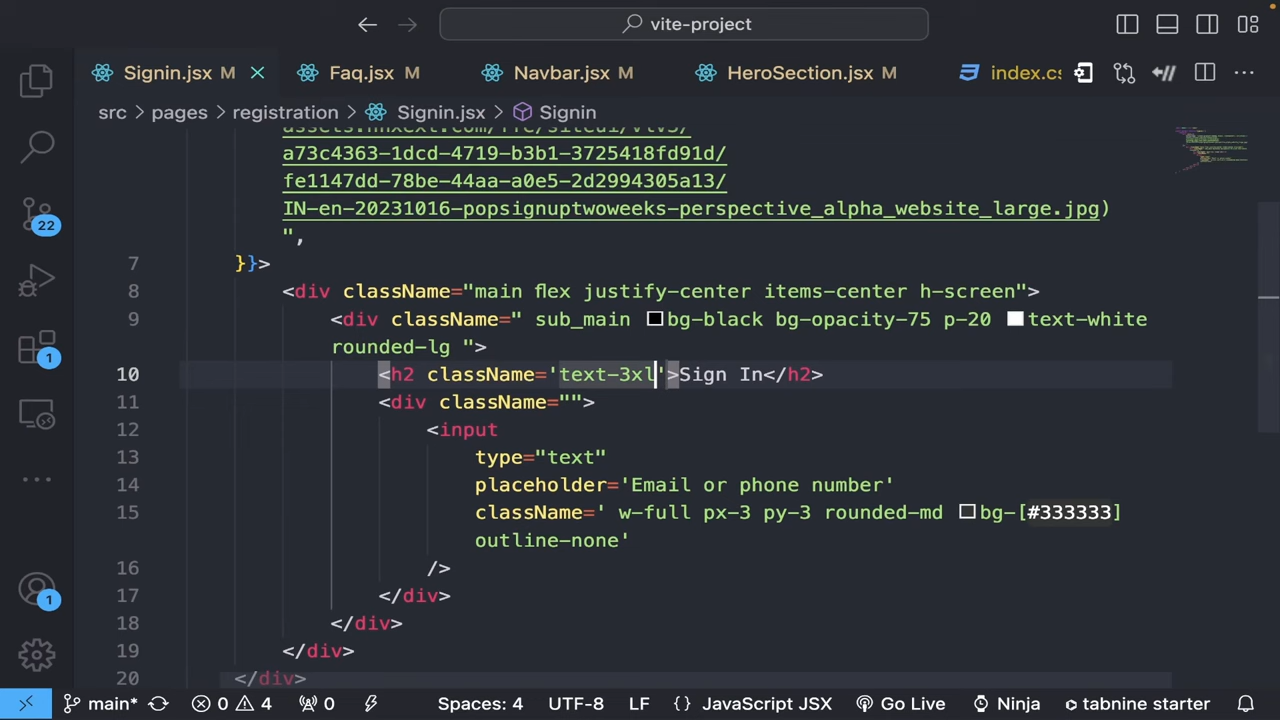 vite-project
Signin.jsx M
Faq.jsx M
Navbar.jsx M
HeroSection.jsx M
index.cs
src > pages > registration > Signin.jsx > Signin
a73c4363-1dcd-4719-b3b1-3725418fd91d/
fe1147dd-78be-44aa-a0e5-2d2994305a13/
IN-en-20231016-popsignuptwoweeks-perspective_alpha_website_large.jpg)
",
7 }}>
8 <div className="main flex justify-center items-center h-screen">
9 <div className=" sub_main bg-black bg-opacity-75 p-20 text-white
rounded-lg ">
10 <h2 className='text-3xl'>Sign In</h2>
11 <div className="">
12 <input
13 type="text"
14 placeholder='Email or phone number'
15 className=' w-full px-3 py-3 rounded-md bg-[#333333]
outline-none'
16 />
17 </div>
18 </div>
19 </div>
20 </div>
22
1
1
main* 0 4 0 Spaces: 4 UTF-8 LF {} JavaScript JSX Go Live Ninja tabnine starter